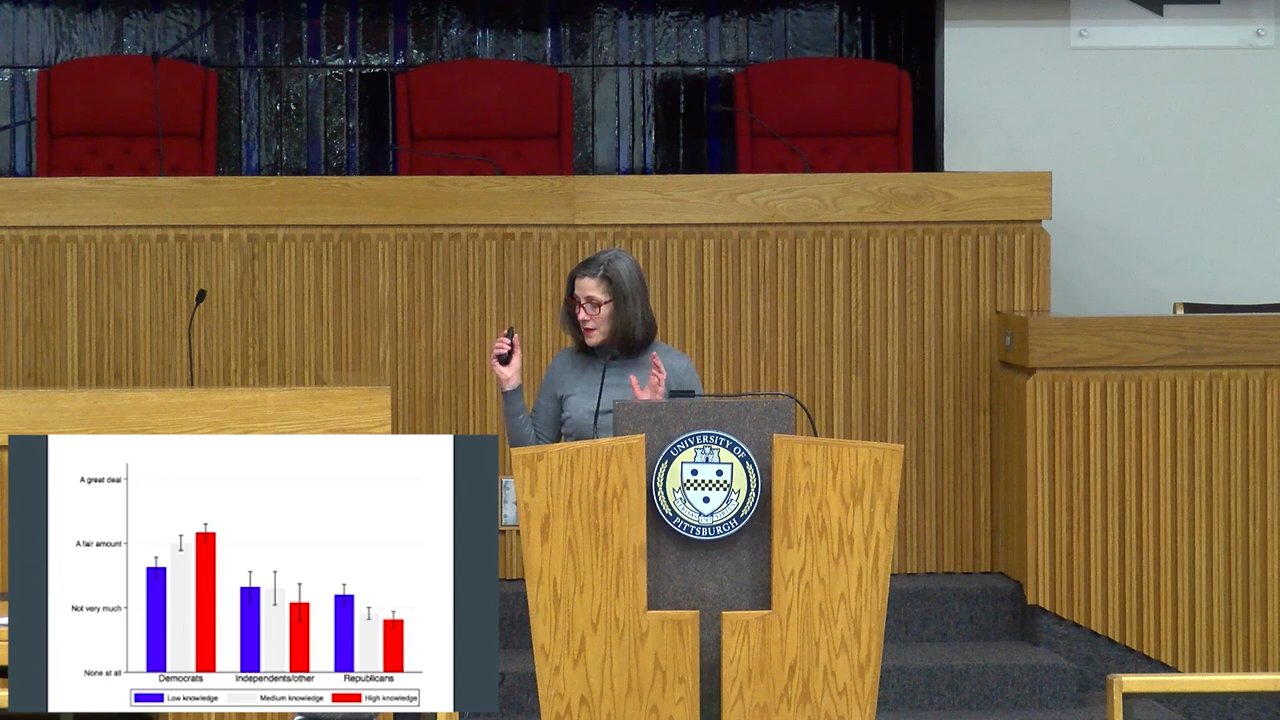 UNIVERSITY OF
PITTSBURGH
A great deal
A fair amount
Not very much
None at all
Democrats Independents/other Republicans
Low knowledge Medium knowledge High knowledge